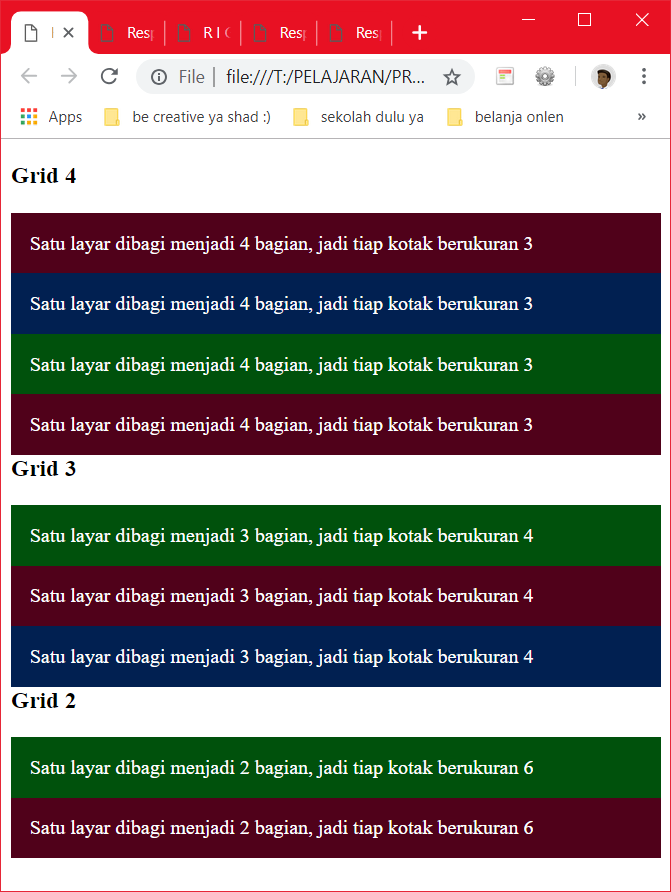 Res
R I C
Res
Res
File
file:///T:/PELAJARAN/PR...
Apps
be creative ya shad :)
sekolah dulu ya
belanja onlen
»
Grid 4
Satu layar dibagi menjadi 4 bagian, jadi tiap kotak berukuran 3
Satu layar dibagi menjadi 4 bagian, jadi tiap kotak berukuran 3
Satu layar dibagi menjadi 4 bagian, jadi tiap kotak berukuran 3
Satu layar dibagi menjadi 4 bagian, jadi tiap kotak berukuran 3
Grid 3
Satu layar dibagi menjadi 3 bagian, jadi tiap kotak berukuran 4
Satu layar dibagi menjadi 3 bagian, jadi tiap kotak berukuran 4
Satu layar dibagi menjadi 3 bagian, jadi tiap kotak berukuran 4
Grid 2
Satu layar dibagi menjadi 2 bagian, jadi tiap kotak berukuran 6
Satu layar dibagi menjadi 2 bagian, jadi tiap kotak berukuran 6